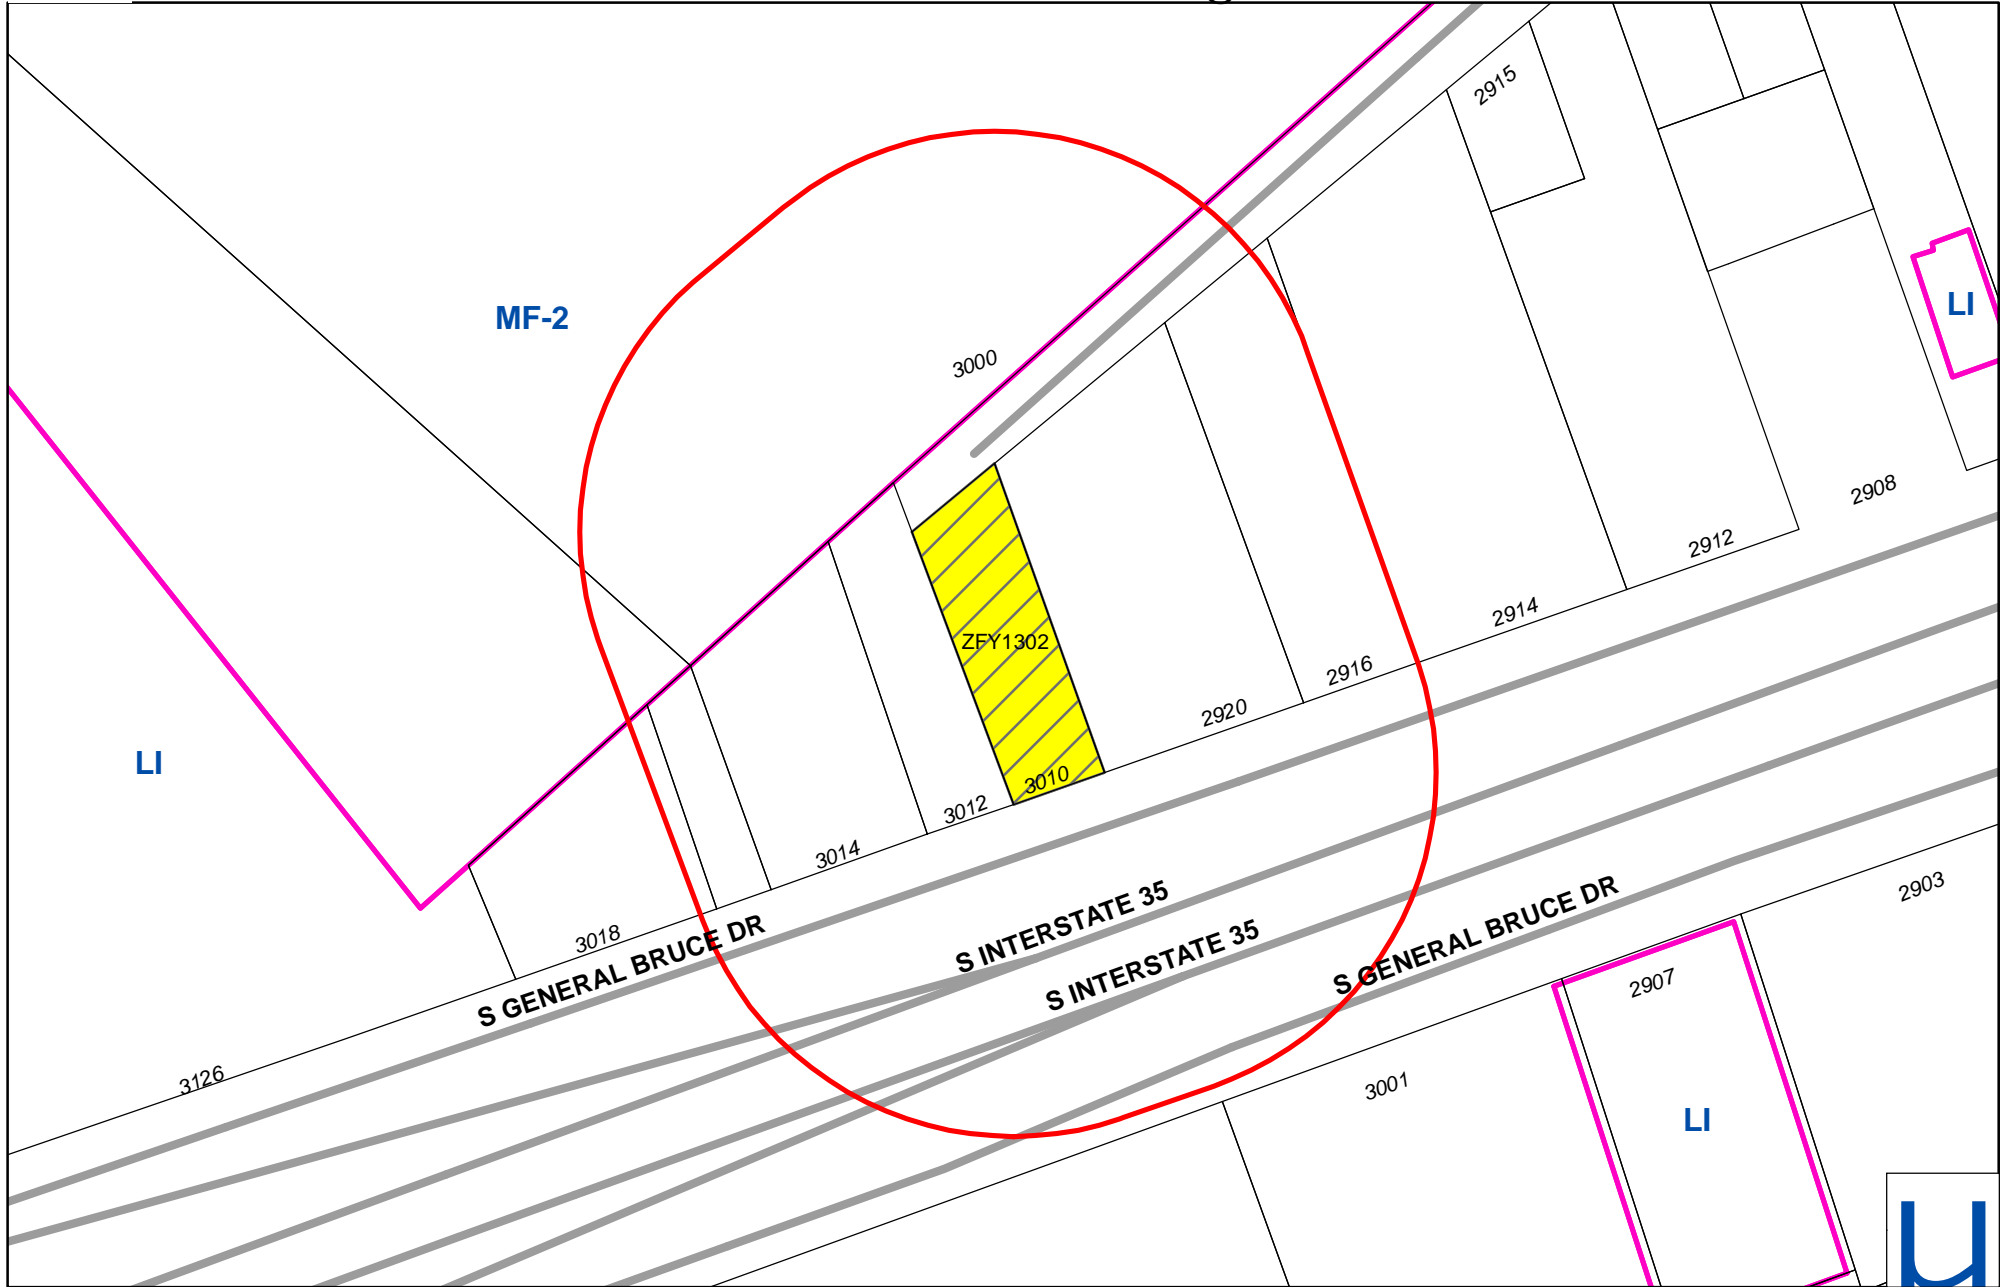 2915
MF-2
LI
3000
2908
2912
2914
ZFY1302
2916
2920
LI
3010
3012
3014
3018
S GENERAL BRUCE DR
S INTERSTATE 35
S INTERSTATE 35
S GENERAL BRUCE DR
2903
2907
3126
3001
LI